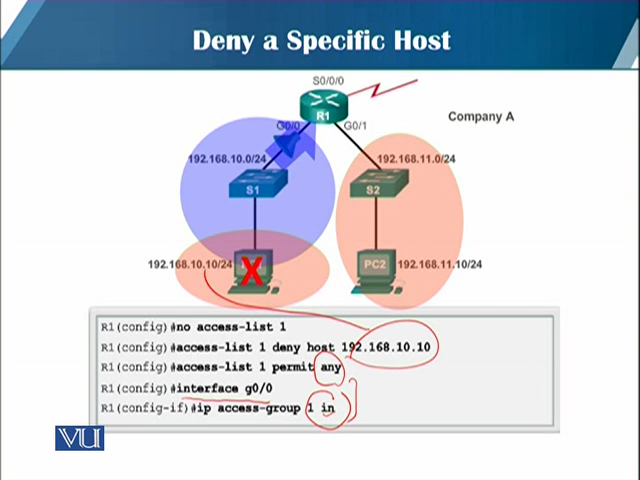 Deny a Specific Host
S0/0/0
R1
Company A
G0/0
G0/1
192.168.10.0/24
192.168.11.0/24
S1
S2
192.168.10.10/24
X
PC2
192.168.11.10/24
R1(config)#no access-list 1
R1(config)#access-list 1 deny host 192.168.10.10
R1(config)#access-list 1 permit any
R1(config)#interface g0/0
R1(config-if)#ip access-group 1 in
VU